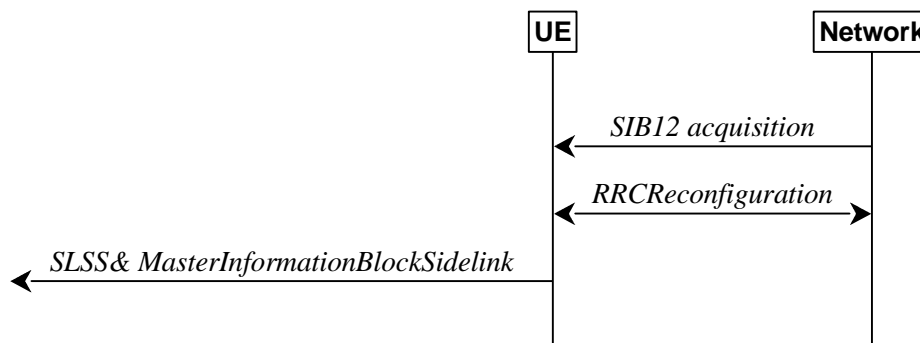 UE
Network
SIB12 acquisition
RRCReconfiguration
SLSS& MasterInformationBlockSidelink